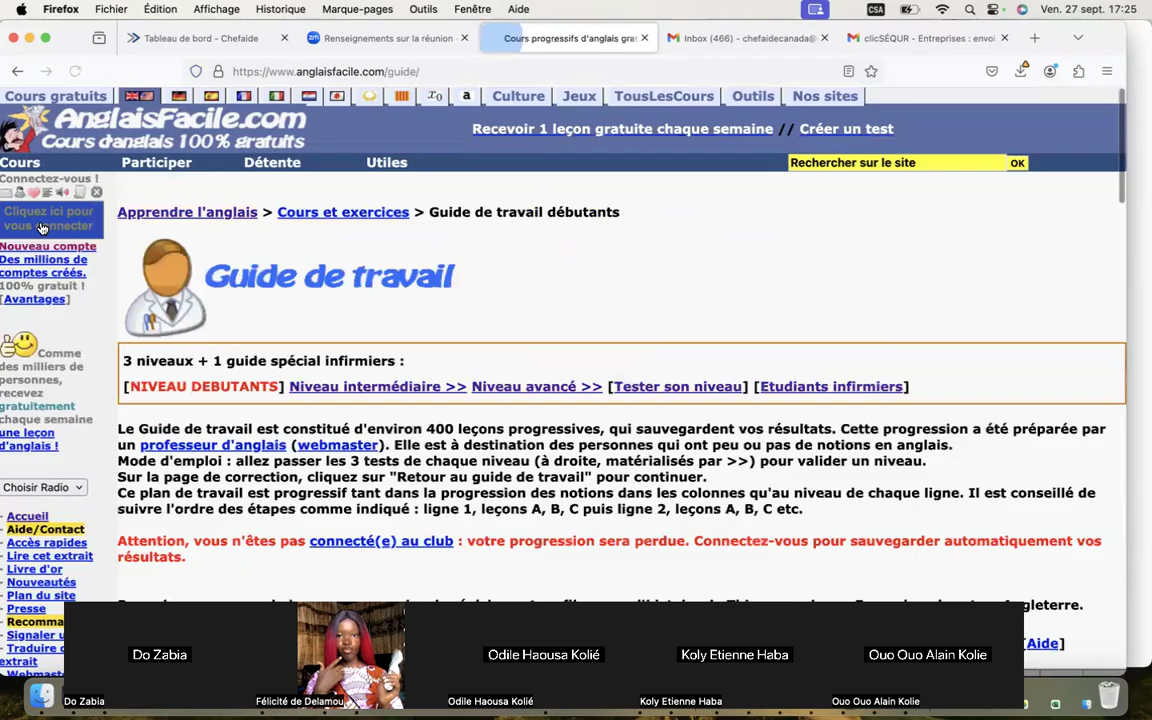 Firefox Fichier Édition Affichage Historique Marque-pages Outils Fenêtre Aide CSA Ven. 27 sept. 17:25
Tableau de bord - Chefaide
Renseignements sur la réunion -
Cours progressifs d'anglais gra
Inbox (466) - chefaidecanada@
clicSÉQUR - Entreprises : envoi
https://www.anglaisfacile.com/guide/
Cours gratuits
a
Culture
Jeux
TousLesCours
Outils
Nos sites
AnglaisFacile.com
Cours d'anglais 100% gratuits
Recevoir 1 leçon gratuite chaque semaine // Créer un test
Cours Participer Détente Utiles
Rechercher sur le site
OK
Connectez-vous !
Cliquez ici pour
vous connecter
Nouveau compte
Des millions de
comptes créés.
100% gratuit !
[Avantages]
Comme
des milliers de
personnes,
recevez
gratuitement
chaque semaine
une leçon
d'anglais !
Choisir Radio
- Accueil
- Aide/Contact
- Accès rapides
- Lire cet extrait
- Livre d'or
- Nouveautés
- Plan du site
- Presse
- Recomma
- Signaler u
- Traduire
extrait
- Webmast
Apprendre l'anglais > Cours et exercices > Guide de travail débutants
Guide de travail
3 niveaux + 1 guide spécial infirmiers :
[NIVEAU DEBUTANTS] Niveau intermédiaire >> Niveau avancé >> [Tester son niveau] [Etudiants infirmiers]
Le Guide de travail est constitué d'environ 400 leçons progressives, qui sauvegardent vos résultats. Cette progression a été préparée par
un professeur d'anglais (webmaster). Elle est à destination des personnes qui ont peu ou pas de notions en anglais.
Mode d'emploi : allez passer les 3 tests de chaque niveau (à droite, matérialisés par >>) pour valider un niveau.
Sur la page de correction, cliquez sur "Retour au guide de travail" pour continuer.
Ce plan de travail est progressif tant dans la progression des notions dans les colonnes qu'au niveau de chaque ligne. Il est conseillé de
suivre l'ordre des étapes comme indiqué : ligne 1, leçons A, B, C puis ligne 2, leçons A, B, C etc.
Attention, vous n'êtes pas connecté(e) au club : votre progression sera perdue. Connectez-vous pour sauvegarder automatiquement vos
résultats.
ngleterre.
[Aide]
Do Zabia
Odile Haousa Kolié
Koly Etienne Haba
Ouo Ouo Alain Kolie
Do Zabia
Félicité de Delamou
Odile Haousa Kolié
Koly Etienne Haba
Ouo Ouo Alain Kolie